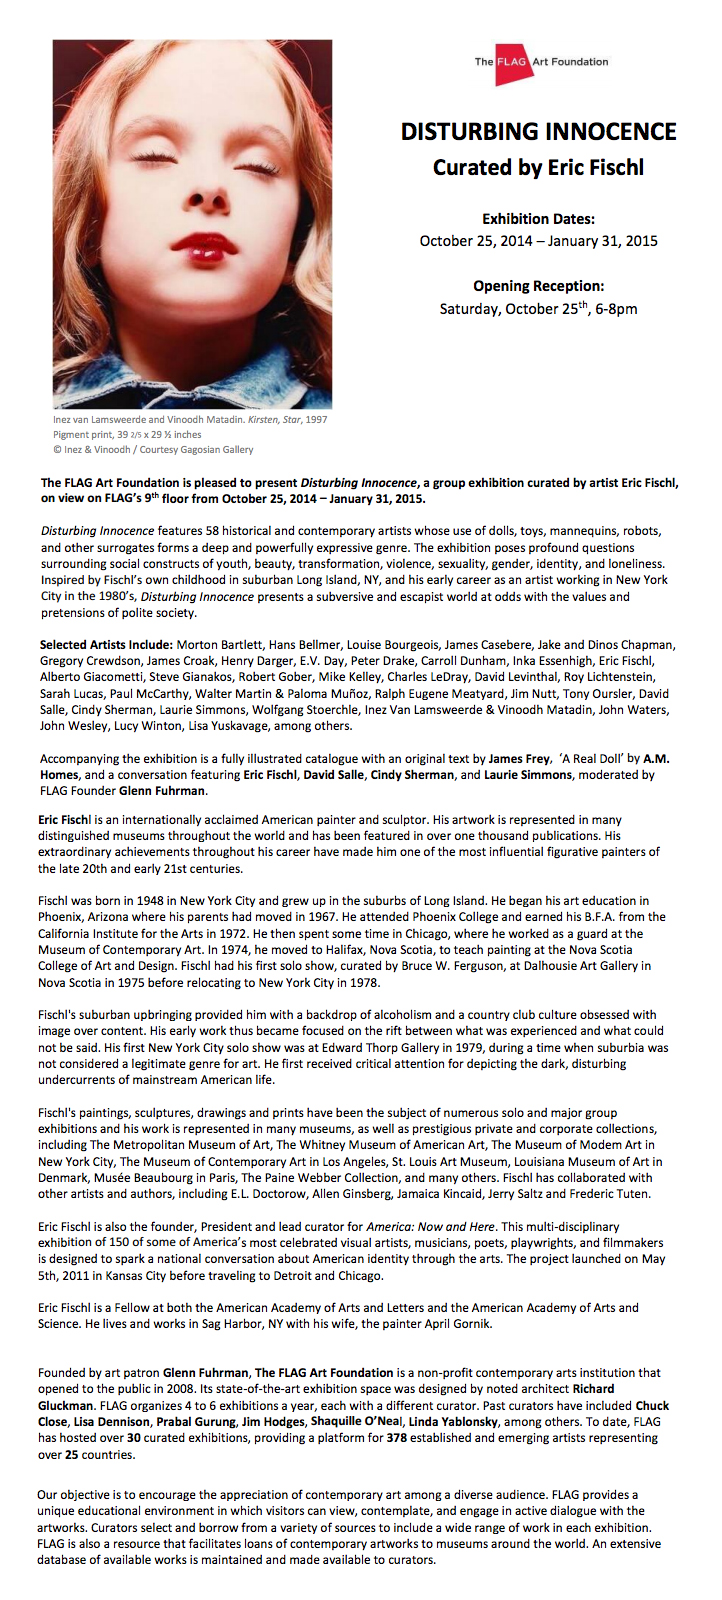 The FLAG Art Foundation
DISTURBING INNOCENCE
Curated by Eric Fischl
Exhibition Dates:
October 25, 2014 – January 31, 2015
Opening Reception:
Saturday, October 25th, 6-8pm
Inez van Lamsweerde and Vinoodh Matadin. Kirsten, Star, 1997
Pigment print, 39 2/5 x 29 ½ inches
© Inez & Vinoodh / Courtesy Gagosian Gallery
The FLAG Art Foundation is pleased to present Disturbing Innocence, a group exhibition curated by artist Eric Fischl,
on view on FLAG's 9th floor from October 25, 2014 – January 31, 2015.
Disturbing Innocence features 58 historical and contemporary artists whose use of dolls, toys, mannequins, robots,
and other surrogates forms a deep and powerfully expressive genre. The exhibition poses profound questions
surrounding social constructs of youth, beauty, transformation, violence, sexuality, gender, identity, and loneliness.
Inspired by Fischl's own childhood in suburban Long Island, NY, and his early career as an artist working in New York
City in the 1980's, Disturbing Innocence presents a subversive and escapist world at odds with the values and
pretensions of polite society.
Selected Artists Include: Morton Bartlett, Hans Bellmer, Louise Bourgeois, James Casebere, Jake and Dinos Chapman,
Gregory Crewdson, James Croak, Henry Darger, E.V. Day, Peter Drake, Carroll Dunham, Inka Essenhigh, Eric Fischl,
Alberto Giacometti, Steve Gianakos, Robert Gober, Mike Kelley, Charles LeDray, David Levinthal, Roy Lichtenstein,
Sarah Lucas, Paul McCarthy, Walter Martin & Paloma Muñoz, Ralph Eugene Meatyard, Jim Nutt, Tony Oursler, David
Salle, Cindy Sherman, Laurie Simmons, Wolfgang Stoerchle, Inez Van Lamsweerde & Vinoodh Matadin, John Waters,
John Wesley, Lucy Winton, Lisa Yuskavage, among others.
Accompanying the exhibition is a fully illustrated catalogue with an original text by James Frey, 'A Real Doll' by A.M.
Homes, and a conversation featuring Eric Fischl, David Salle, Cindy Sherman, and Laurie Simmons, moderated by
FLAG Founder Glenn Fuhrman.
Eric Fischl is an internationally acclaimed American painter and sculptor. His artwork is represented in many
distinguished museums throughout the world and has been featured in over one thousand publications. His
extraordinary achievements throughout his career have made him one of the most influential figurative painters of
the late 20th and early 21st centuries.
Fischl was born in 1948 in New York City and grew up in the suburbs of Long Island. He began his art education in
Phoenix, Arizona where his parents had moved in 1967. He attended Phoenix College and earned his B.F.A. from the
California Institute for the Arts in 1972. He then spent some time in Chicago, where he worked as a guard at the
Museum of Contemporary Art. In 1974, he moved to Halifax, Nova Scotia, to teach painting at the Nova Scotia
College of Art and Design. Fischl had his first solo show, curated by Bruce W. Ferguson, at Dalhousie Art Gallery in
Nova Scotia in 1975 before relocating to New York City in 1978.
Fischl's suburban upbringing provided him with a backdrop of alcoholism and a country club culture obsessed with
image over content. His early work thus became focused on the rift between what was experienced and what could
not be said. His first New York City solo show was at Edward Thorp Gallery in 1979, during a time when suburbia was
not considered a legitimate genre for art. He first received critical attention for depicting the dark, disturbing
undercurrents of mainstream American life.
Fischl's paintings, sculptures, drawings and prints have been the subject of numerous solo and major group
exhibitions and his work is represented in many museums, as well as prestigious private and corporate collections,
including The Metropolitan Museum of Art, The Whitney Museum of American Art, The Museum of Modem Art in
New York City, The Museum of Contemporary Art in Los Angeles, St. Louis Art Museum, Louisiana Museum of Art in
Denmark, Musée Beaubourg in Paris, The Paine Webber Collection, and many others. Fischl has collaborated with
other artists and authors, including E.L. Doctorow, Allen Ginsberg, Jamaica Kincaid, Jerry Saltz and Frederic Tuten.
Eric Fischl is also the founder, President and lead curator for America: Now and Here. This multi-disciplinary
exhibition of 150 of some of America's most celebrated visual artists, musicians, poets, playwrights, and filmmakers
is designed to spark a national conversation about American identity through the arts. The project launched on May
5th, 2011 in Kansas City before traveling to Detroit and Chicago.
Eric Fischl is a Fellow at both the American Academy of Arts and Letters and the American Academy of Arts and
Science. He lives and works in Sag Harbor, NY with his wife, the painter April Gornik.
Founded by art patron Glenn Fuhrman, The FLAG Art Foundation is a non-profit contemporary arts institution that
opened to the public in 2008. Its state-of-the-art exhibition space was designed by noted architect Richard
Gluckman. FLAG organizes 4 to 6 exhibitions a year, each with a different curator. Past curators have included Chuck
Close, Lisa Dennison, Prabal Gurung, Jim Hodges, Shaquille O'Neal, Linda Yablonsky, among others. To date, FLAG
has hosted over 30 curated exhibitions, providing a platform for 378 established and emerging artists representing
over 25 countries.
Our objective is to encourage the appreciation of contemporary art among a diverse audience. FLAG provides a
unique educational environment in which visitors can view, contemplate, and engage in active dialogue with the
artworks. Curators select and borrow from a variety of sources to include a wide range of work in each exhibition.
FLAG is also a resource that facilitates loans of contemporary artworks to museums around the world. An extensive
database of available works is maintained and made available to curators.